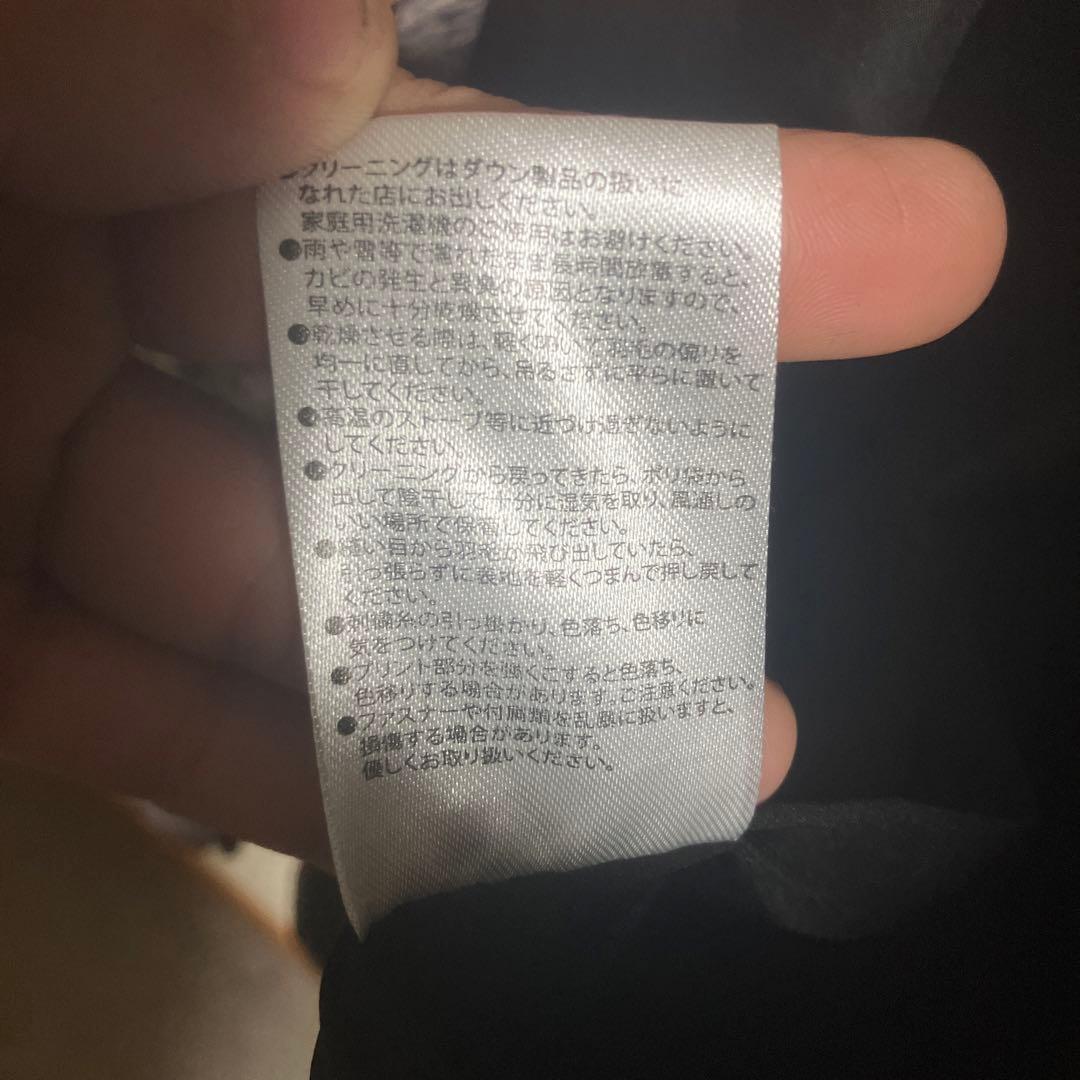 ●クリーニングはダウン製品の扱いに
なれた店にお出しください。
家庭用洗濯機のご使用はお避けください。
●雨や雪等で濡れたまま長時間放置すると、
カビの発生と異臭の原因となりますので、
早めに十分乾燥させてください。
●乾燥させる際は、軽く叩いて羽毛の偏りを
均一に直してから、吊るさずに平らに置いて
干してください。
●高温のストーブ等に近づけ過ぎないように
してください。
●クリーニングから戻ってきたら、ポリ袋から
出して陰干しして十分に湿気を取り、風通しの
いい場所で保管してください。
●縫い目から羽毛が飛び出していたら、
引っ張らずに表地を軽くつまんで押し戻して
ください。
●刺繍糸の引っ掛かり、色落ち、色移りに
気をつけてください。
●プリント部分を強くこすると色落ち、
色移りする場合があります。ご注意ください。
●ファスナーや付属類を乱暴に扱いますと、
損傷する場合があります。
優しくお取り扱いください。